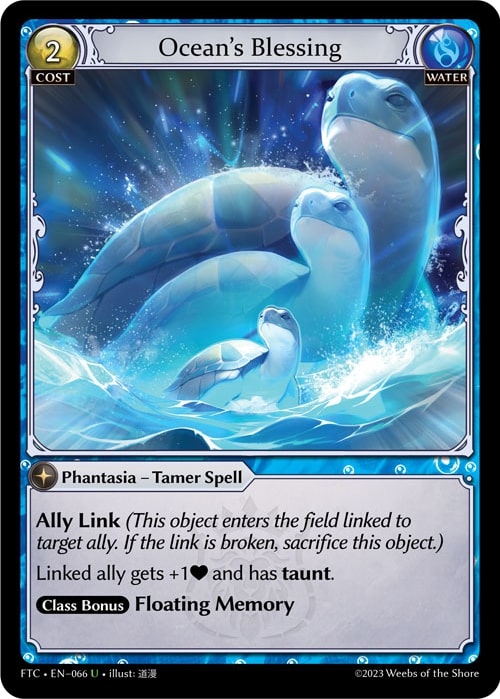 2
Ocean's Blessing
COST
WATER
Phantasia – Tamer Spell
Ally Link (This object enters the field linked to
target ally. If the link is broken, sacrifice this object.)
Linked ally gets +1♥ and has taunt.
Class Bonus Floating Memory
FTC • EN-066 U • illust: 道漫
©2023 Weebs of the Shore